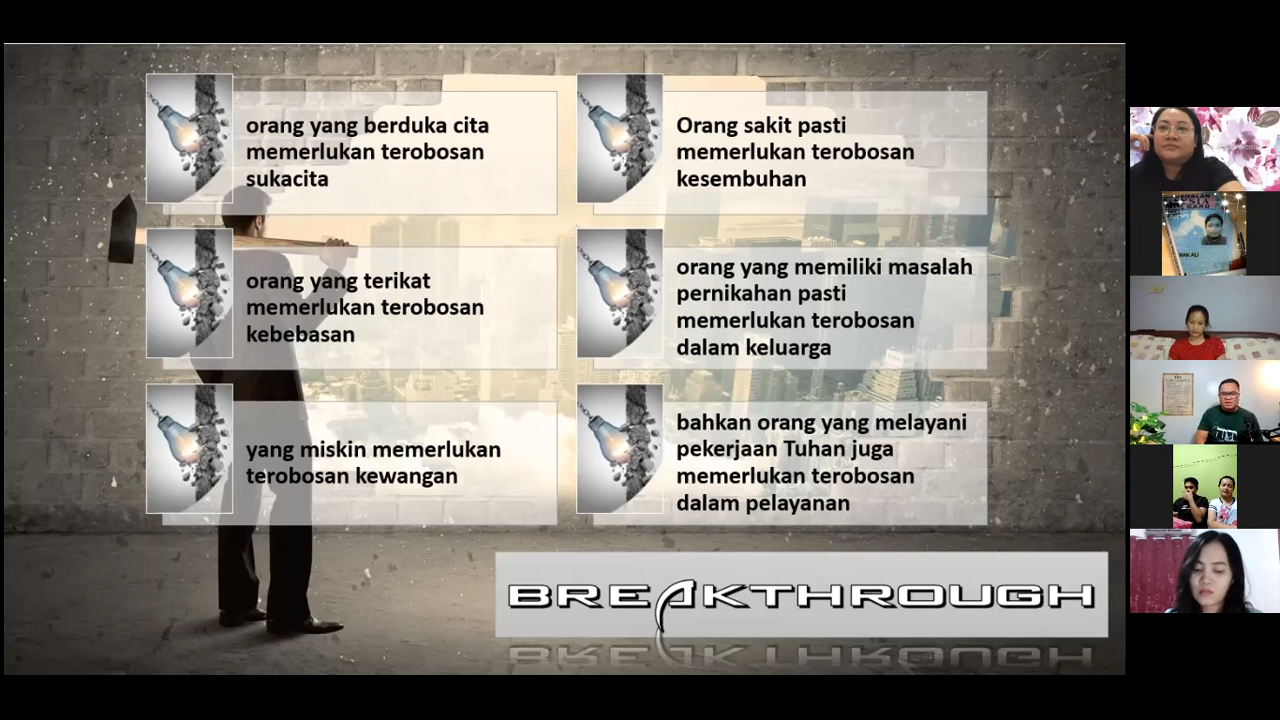 orang yang berduka cita
memerlukan terobosan
sukacita
Orang sakit pasti
memerlukan terobosan
kesembuhan
orang yang terikat
memerlukan terobosan
kebebasan
orang yang memiliki masalah
pernikahan pasti
memerlukan terobosan
dalam keluarga
yang miskin memerlukan
terobosan kewangan
bahkan orang yang melayani
pekerjaan Tuhan juga
memerlukan terobosan
dalam pelayanan
BREAKTHROUGH